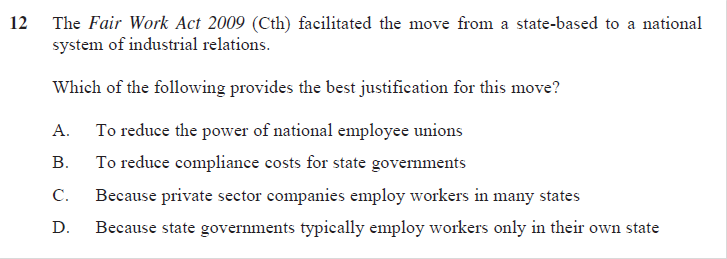 12 The Fair Work Act 2009 (Cth) facilitated the move from a state-based to a national
system of industrial relations.
Which of the following provides the best justification for this move?
A. To reduce the power of national employee unions
B. To reduce compliance costs for state governments
C. Because private sector companies employ workers in many states
D. Because state governments typically employ workers only in their own state